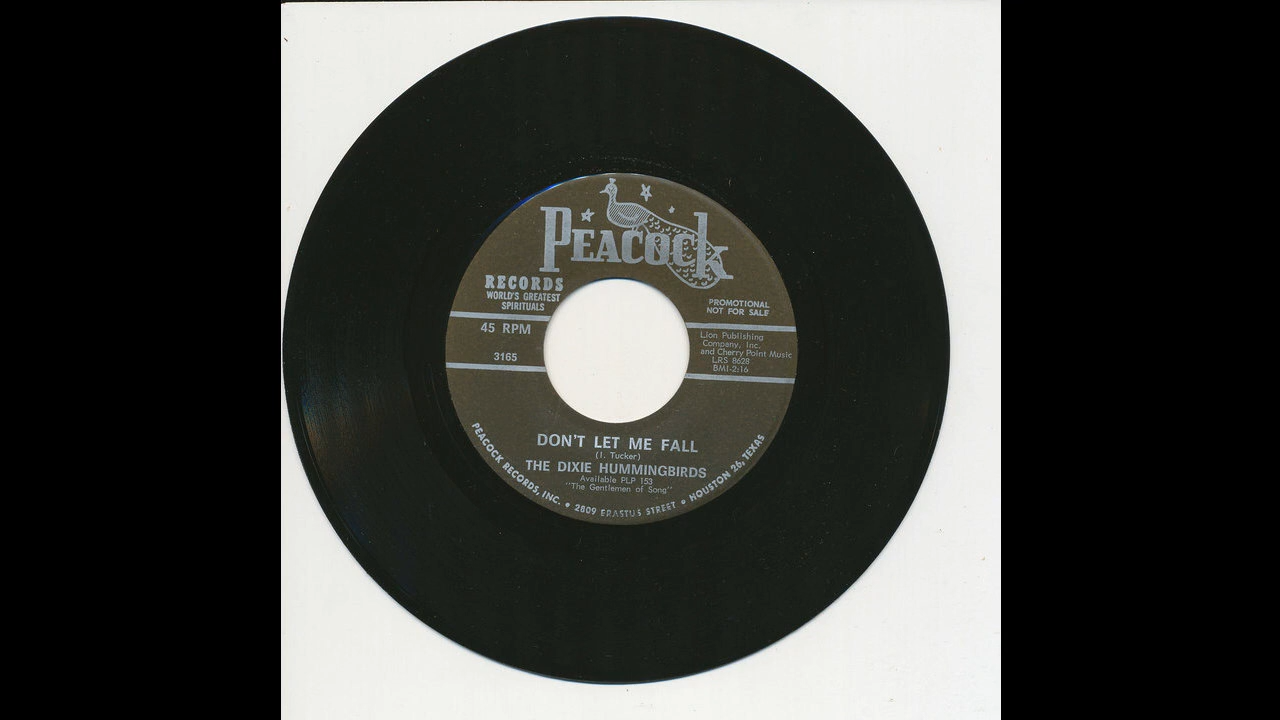 PEACOCK
RECORDS
WORLD'S GREATEST
SPIRITUALS
45 RPM
3165
PROMOTIONAL
NOT FOR SALE
Lion Publishing
Company, Inc.
and Cherry Point Music
LRS 8628
BMI-2:16
DON'T LET ME FALL
(I. Tucker)
THE DIXIE HUMMINGBIRDS
Available PLP 153
"The Gentlemen of Song"
PEACOCK RECORDS, INC. • 2809 ERASTUS STREET • HOUSTON 26, TEXAS